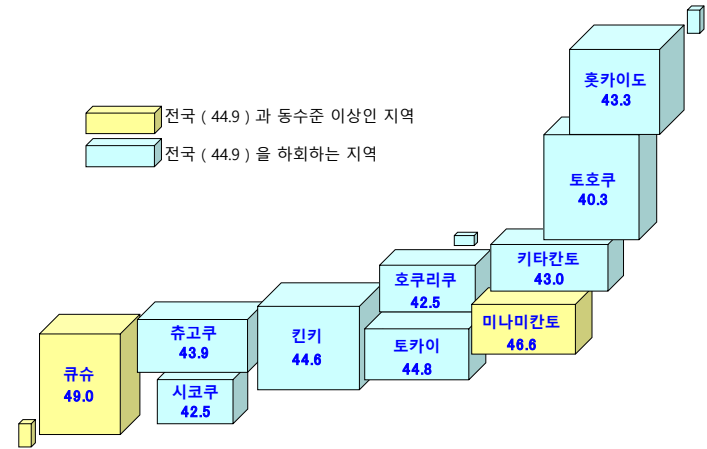 홋카이도
43.3
전국 ( 44.9 ) 과 동수준 이상인 지역
전국 ( 44.9 ) 을 하회하는 지역
토호쿠
40.3
키타칸토
43.0
호쿠리쿠
42.5
미나미칸토
46.6
츄고쿠
43.9
킨키
44.6
토카이
44.8
큐슈
49.0
시코쿠
42.5